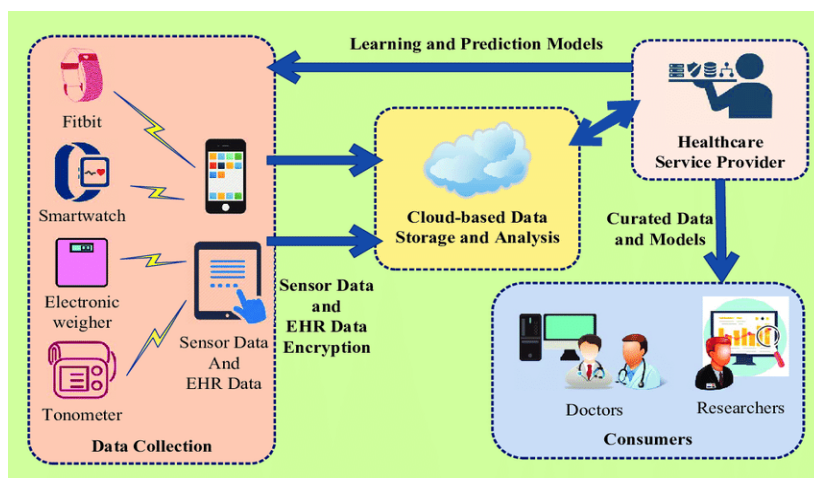 Learning and Prediction Models
Fitbit
Smartwatch
Electronic
weigher
Tonometer
Sensor Data
And
EHR Data
Data Collection
Sensor Data
and
EHR Data
Encryption
Cloud-based Data
Storage and Analysis
Healthcare
Service Provider
Curated Data
and Models
Doctors
Researchers
Consumers